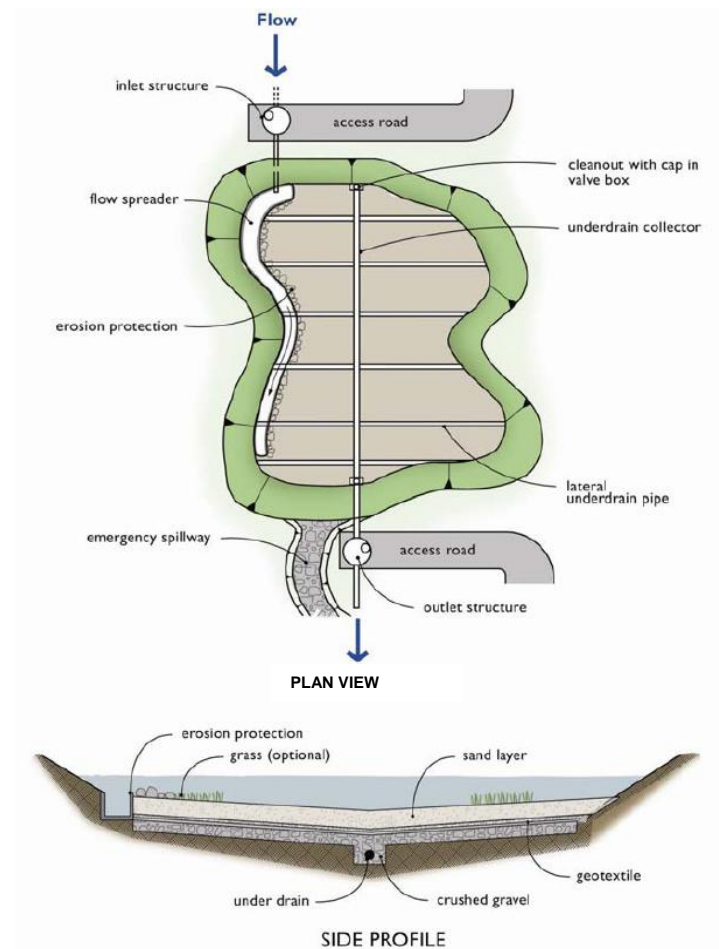 Flow
inlet structure
access road
cleanout with cap in
valve box
flow spreader
underdrain collector
erosion protection
lateral
underdrain pipe
emergency spillway
access road
outlet structure
PLAN VIEW
erosion protection
grass (optional)
sand layer
geotextile
under drain
crushed gravel
SIDE PROFILE